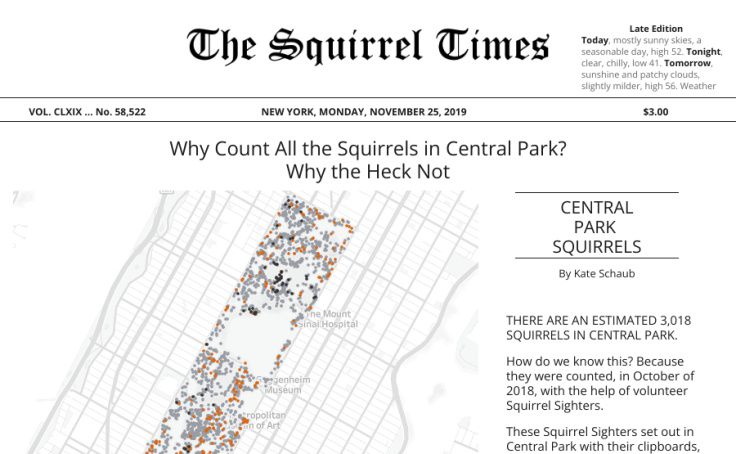 The Squirrel Times
Late Edition
Today, mostly sunny skies, a
seasonable day, high 52. Tonight,
clear, chilly, low 41. Tomorrow,
sunshine and patchy clouds,
slightly milder, high 56. Weather
VOL. CLXIX ... No. 58,522
NEW YORK, MONDAY, NOVEMBER 25, 2019
$3.00
Why Count All the Squirrels in Central Park?
Why the Heck Not
The Mount
Sinai Hospital
Museum
of Art
CENTRAL
PARK
SQUIRRELS
By Kate Schaub
THERE ARE AN ESTIMATED 3,018
SQUIRRELS IN CENTRAL PARK.
How do we know this? Because
they were counted, in October of
2018, with the help of volunteer
Squirrel Sighters.
These Squirrel Sighters set out in
Central Park with their clipboards,